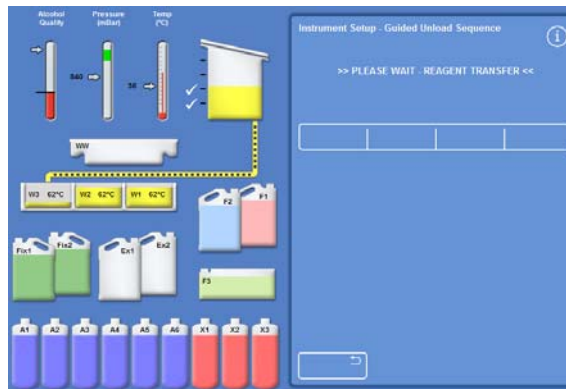 Alcohol Quality
Pressure (mBar)
Temp (°C)
840
38
WW
W3 62°C
W2 62°C
W1 62°C
F2
F1
Fix1
Fix2
Ex1
Ex2
F3
A1
A2
A3
A4
A5
A6
X1
X2
X3
Instrument Setup - Guided Unload Sequence
i
>> PLEASE WAIT - REAGENT TRANSFER <<